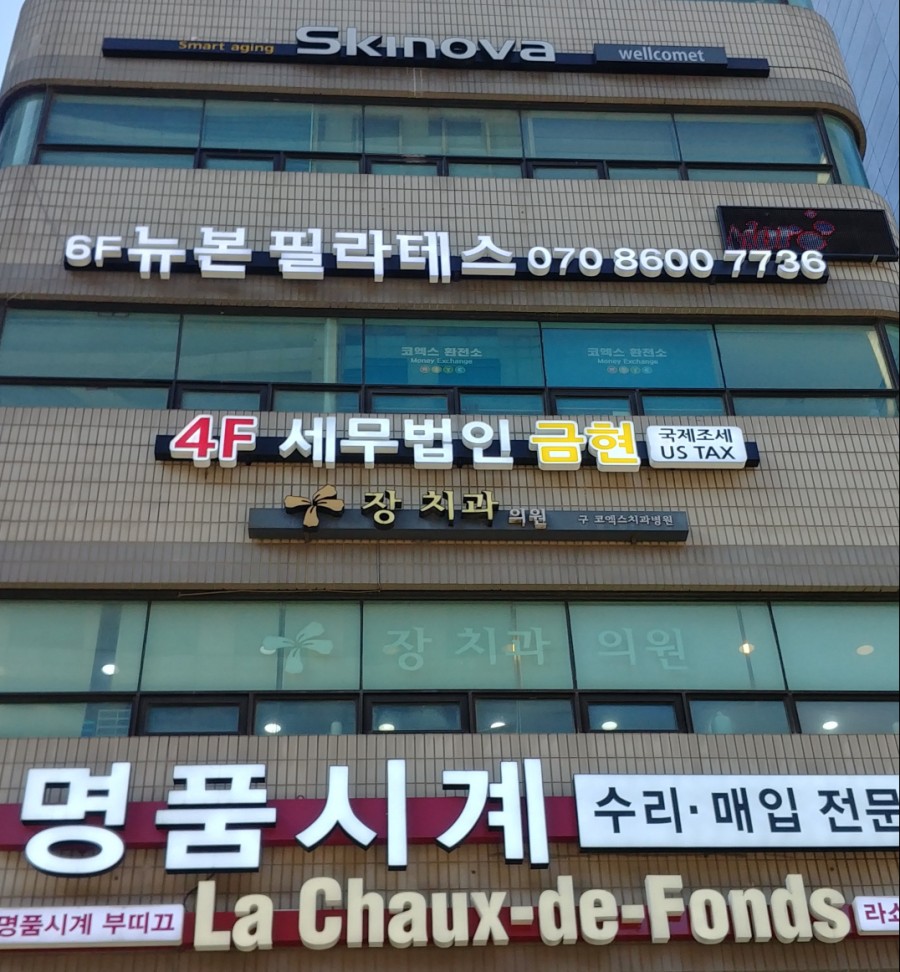 Smart aging Skinova wellcomet
6F 뉴본 필라테스 070 8600 7736
코엑스 환전소 코엑스 환전소
Money Exchange Money Exchange
4F 세무법인 금현 국제조세
US TAX
장 치과 의원 구 코엑스치과병원
장 치과 의원
명품시계 수리·매입 전문
명품시계 부띠끄 La Chaux-de-Fonds 라쇼